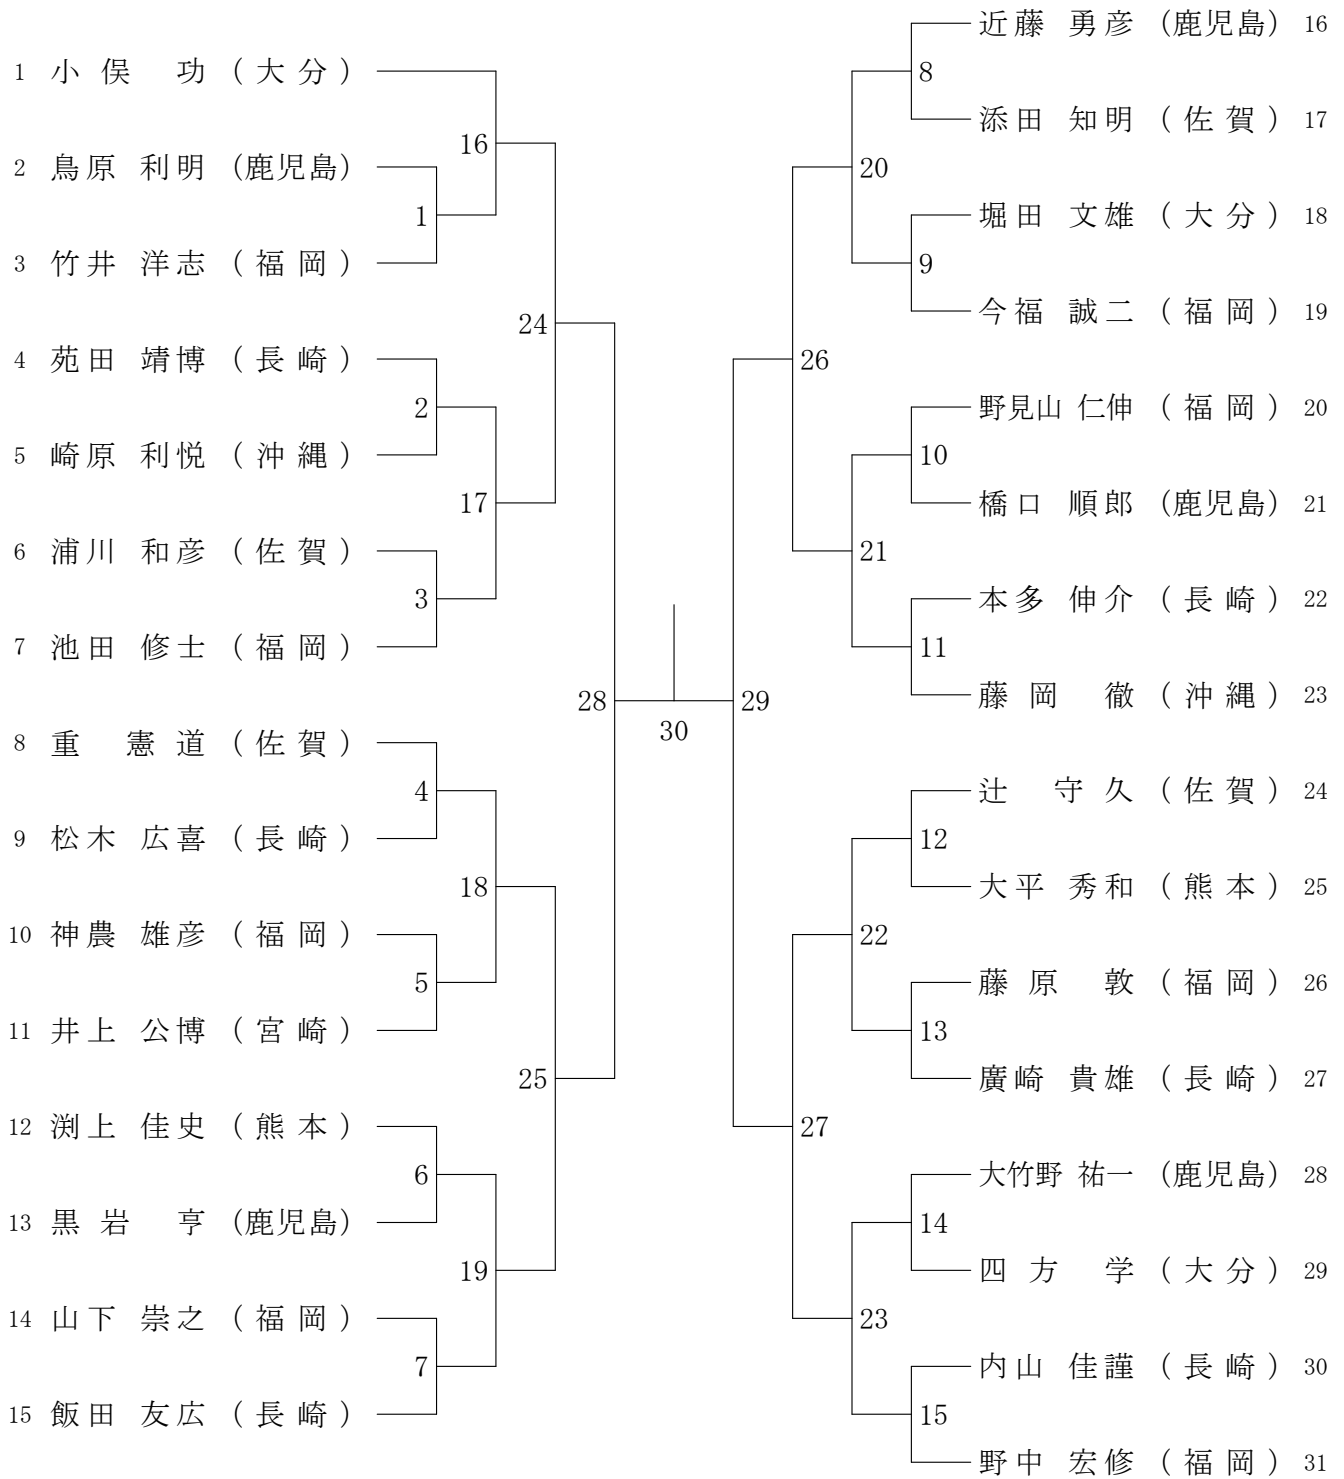 1 小俣 功 (大分)
2 鳥原 利明 (鹿児島)
3 竹井 洋志 (福岡)
4 苑田 靖博 (長崎)
5 崎原 利悦 (沖縄)
6 浦川 和彦 (佐賀)
7 池田 修士 (福岡)
8 重 憲道 (佐賀)
9 松木 広喜 (長崎)
10 神農 雄彦 (福岡)
11 井上 公博 (宮崎)
12 渕上 佳史 (熊本)
13 黒岩 亨 (鹿児島)
14 山下 崇之 (福岡)
15 飯田 友広 (長崎)
1
2
3
4
5
6
7
16
17
18
19
24
25
28
30
29
26
27
20
21
22
23
8
9
10
11
12
13
14
15
近藤 勇彦 (鹿児島) 16
添田 知明 (佐賀) 17
堀田 文雄 (大分) 18
今福 誠二 (福岡) 19
野見山 仁伸 (福岡) 20
橋口 順郎 (鹿児島) 21
本多 伸介 (長崎) 22
藤岡 徹 (沖縄) 23
辻 守久 (佐賀) 24
大平 秀和 (熊本) 25
藤原 敦 (福岡) 26
廣崎 貴雄 (長崎) 27
大竹野 祐一 (鹿児島) 28
四方 学 (大分) 29
内山 佳謹 (長崎) 30
野中 宏修 (福岡) 31